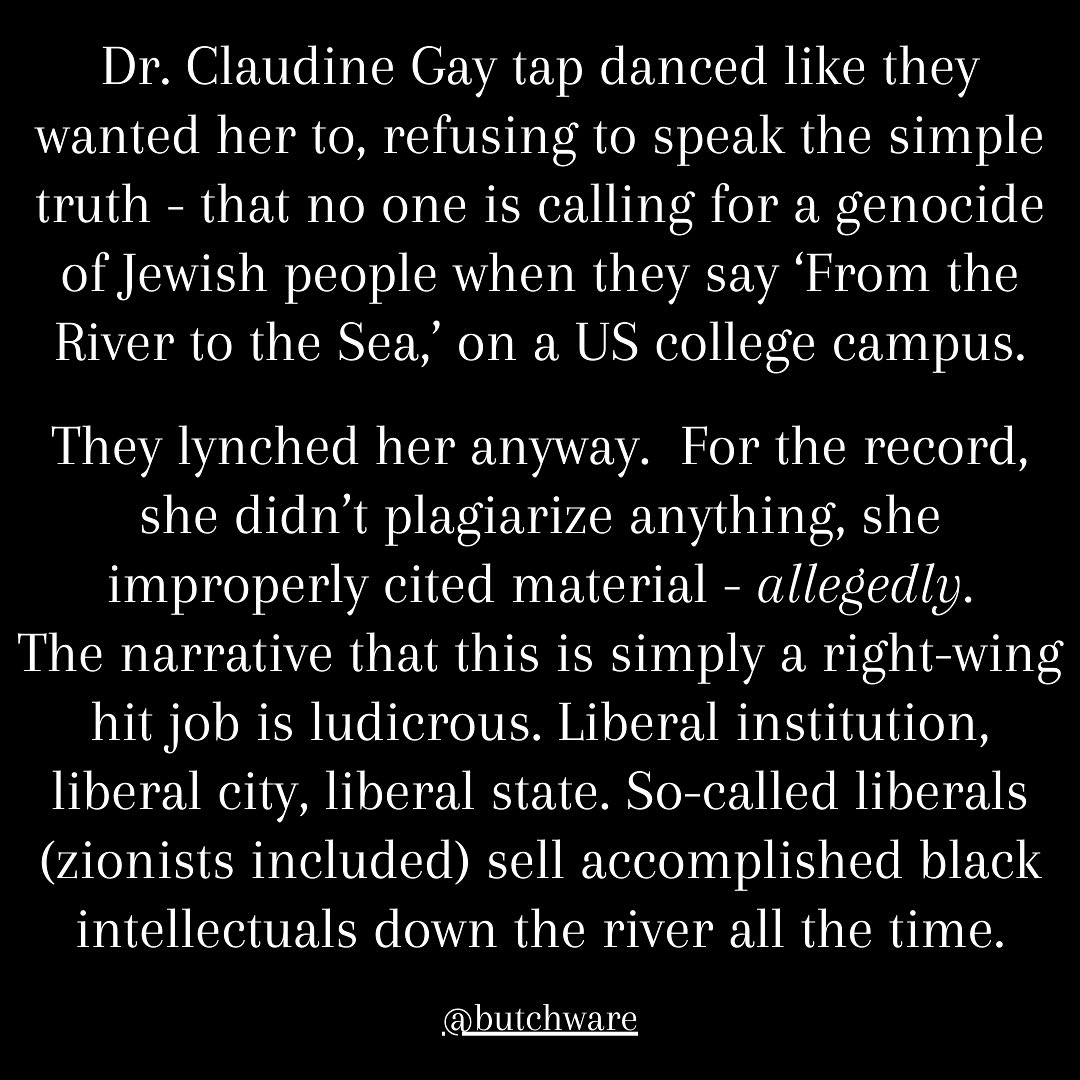 Dr. Claudine Gay tap danced like they
wanted her to, refusing to speak the simple
truth - that no one is calling for a genocide
of Jewish people when they say ‘From the
River to the Sea,’ on a US college campus.
They lynched her anyway.  For the record,
she didn’t plagiarize anything, she
improperly cited material - allegedly.
The narrative that this is simply a right-wing
hit job is ludicrous. Liberal institution,
liberal city, liberal state. So-called liberals
(zionists included) sell accomplished black
intellectuals down the river all the time.
@butchware